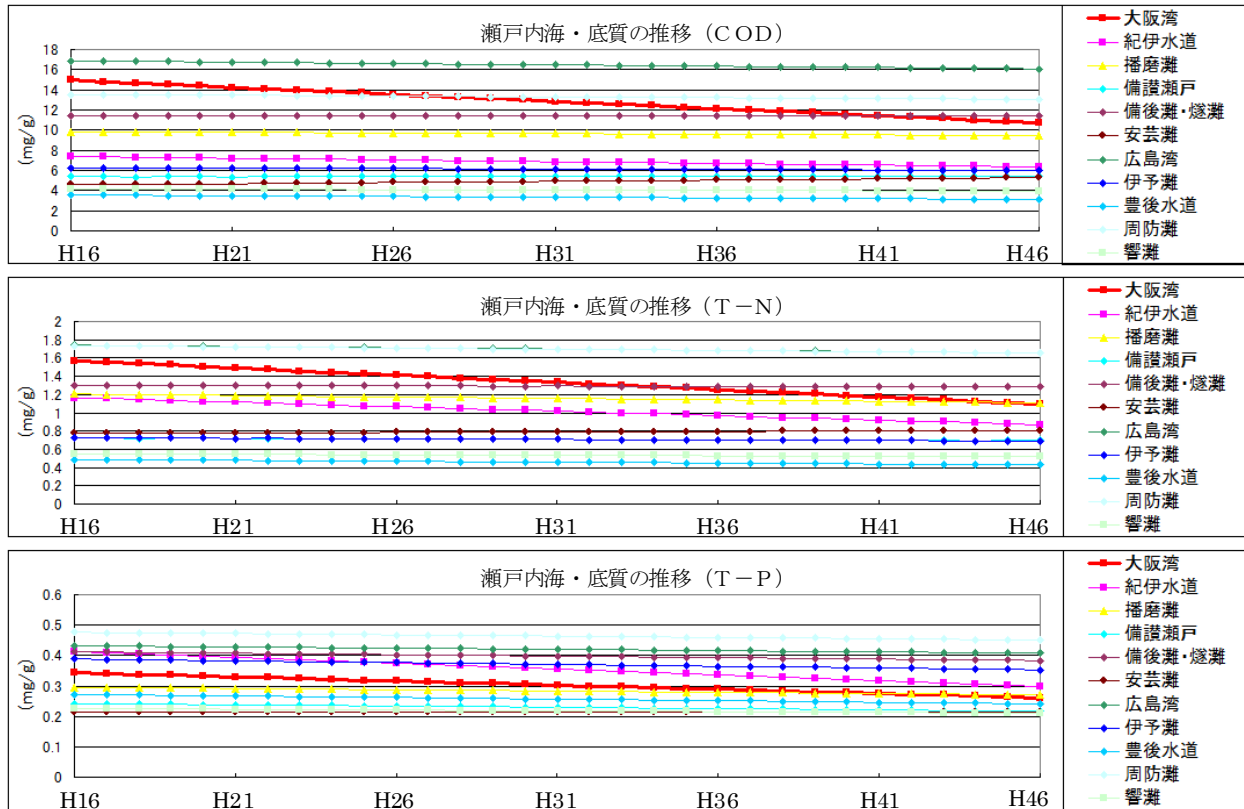 瀬戸内海・底質の推移（ＣＯＤ）
(mg/g)
18
16
14
12
10
8
6
4
2
0
H16 H21 H26 H31 H36 H41 H46
大阪湾
紀伊水道
播磨灘
備讃瀬戸
備後灘・燧灘
安芸灘
広島湾
伊予灘
豊後水道
周防灘
響灘
瀬戸内海・底質の推移（Ｔ－Ｎ）
(mg/g)
2
1.8
1.6
1.4
1.2
1
0.8
0.6
0.4
0.2
0
H16 H21 H26 H31 H36 H41 H46
大阪湾
紀伊水道
播磨灘
備讃瀬戸
備後灘・燧灘
安芸灘
広島湾
伊予灘
豊後水道
周防灘
響灘
瀬戸内海・底質の推移（Ｔ－Ｐ）
(mg/g)
0.6
0.5
0.4
0.3
0.2
0.1
0
H16 H21 H26 H31 H36 H41 H46
大阪湾
紀伊水道
播磨灘
備讃瀬戸
備後灘・燧灘
安芸灘
広島湾
伊予灘
豊後水道
周防灘
響灘